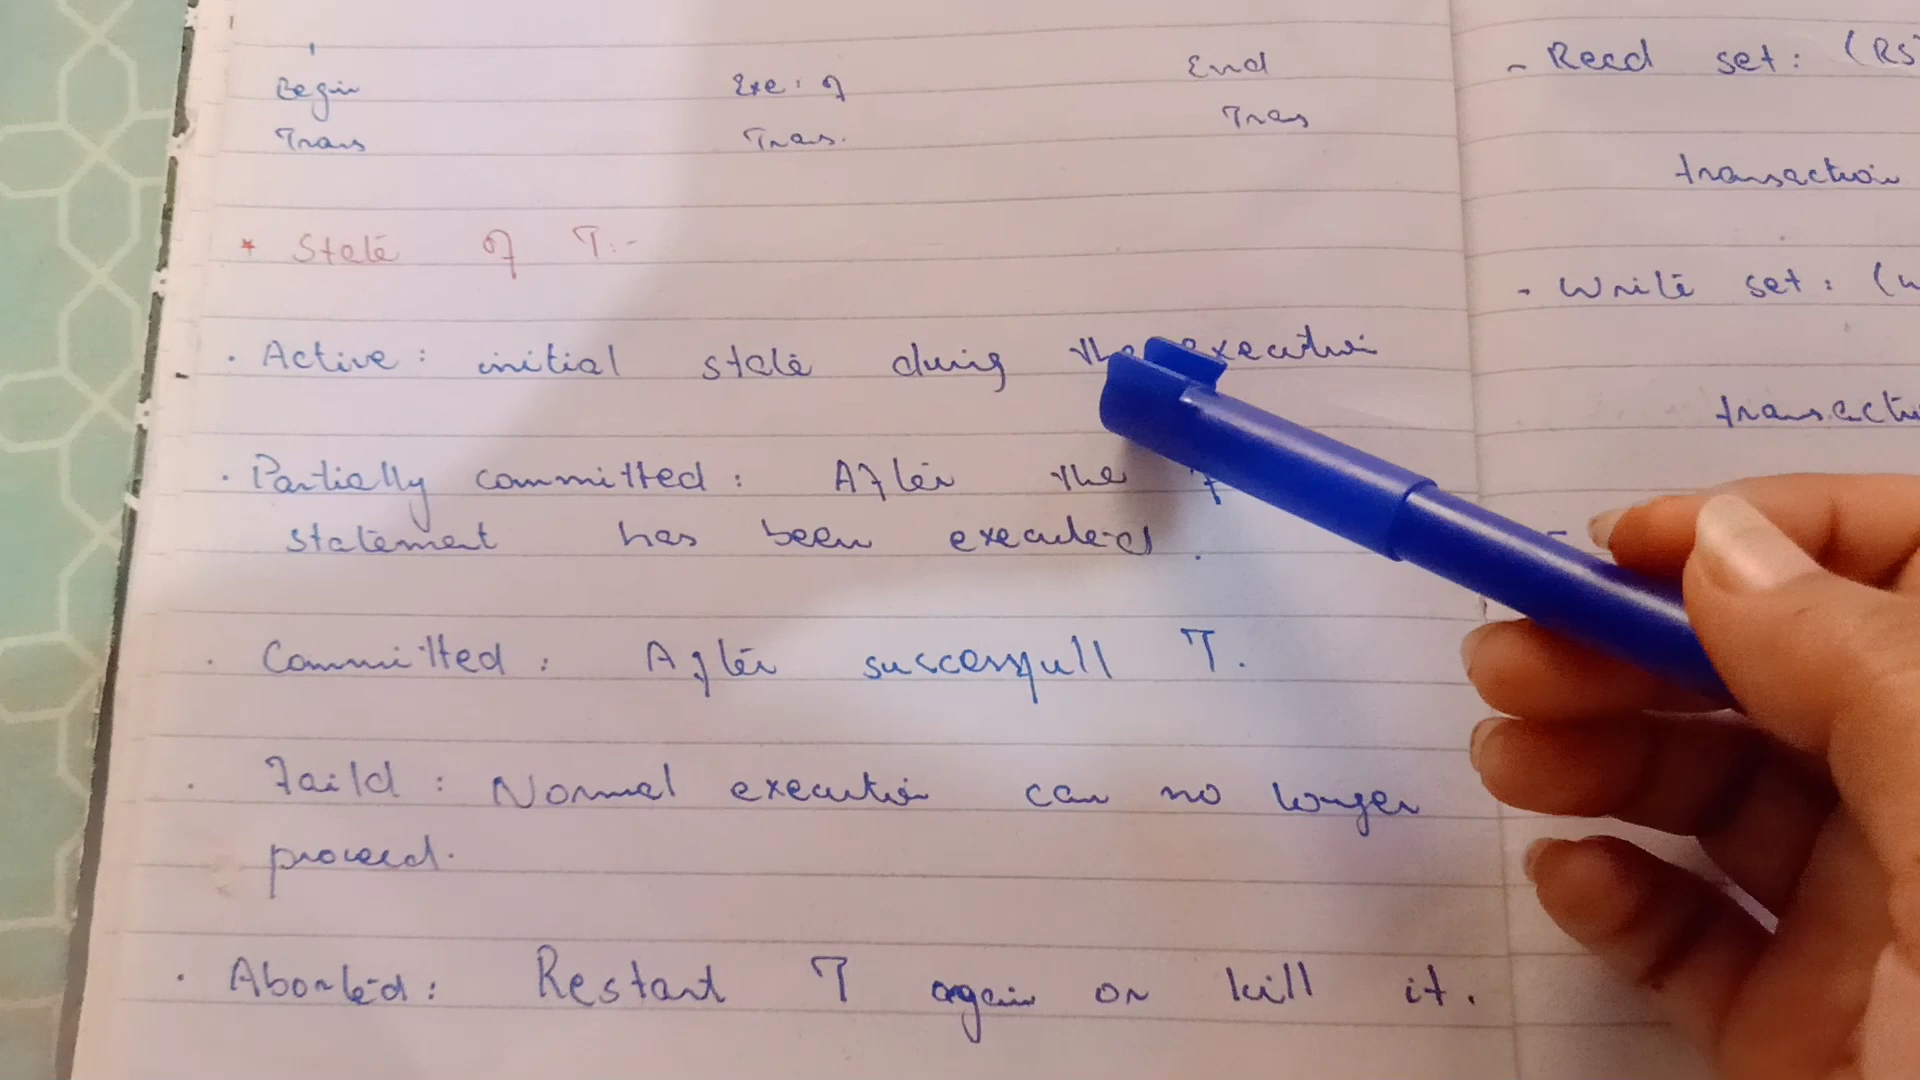 Begin Exe: of End
Trans Trans. Trans
* State of T:-
. Active: initial state during the execution
. Partially committed: After the
statement has been executed.
. Committed: After successfull T.
. Faild: Normal execution can no longer
proceed.
. Aborted: Restart T again or kill it.
- Read set: (RS
transaction
- Write set: (W
transacti
-